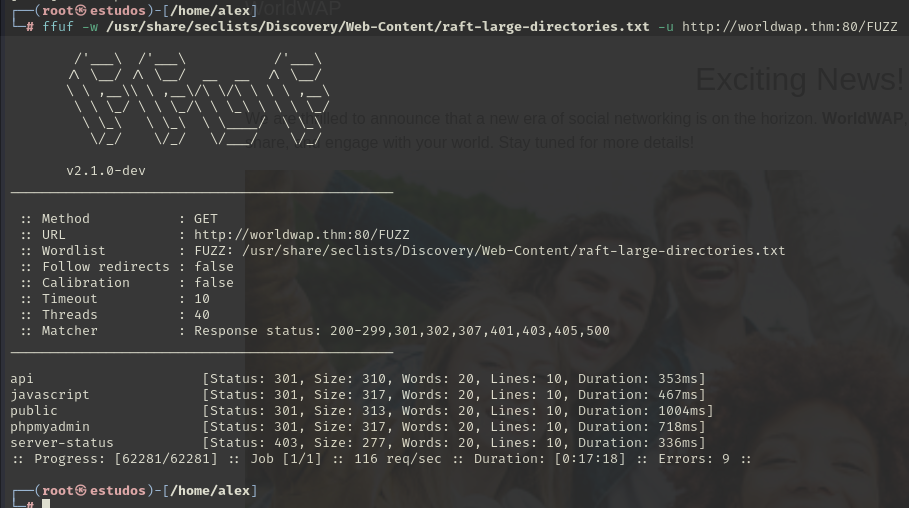 WorldWAP
┌──(root㉿estudos)-[/home/alex]
└─# ffuf -w /usr/share/seclists/Discovery/Web-Content/raft-large-directories.txt -u http://worldwap.thm:80/FUZZ
Exciting News!
are thrilled to announce that a new era of social networking is on the horizon. WorldWAP,
share, and engage with your world. Stay tuned for more details!
v2.1.0-dev
:: Method           : GET
:: URL              : http://worldwap.thm:80/FUZZ
:: Wordlist         : FUZZ: /usr/share/seclists/Discovery/Web-Content/raft-large-directories.txt
:: Follow redirects : false
:: Calibration      : false
:: Timeout          : 10
:: Threads          : 40
:: Matcher          : Response status: 200-299,301,302,307,401,403,405,500
api                     [Status: 301, Size: 310, Words: 20, Lines: 10, Duration: 353ms]
javascript              [Status: 301, Size: 317, Words: 20, Lines: 10, Duration: 467ms]
public                  [Status: 301, Size: 313, Words: 20, Lines: 10, Duration: 1004ms]
phpmyadmin              [Status: 301, Size: 317, Words: 20, Lines: 10, Duration: 718ms]
server-status           [Status: 403, Size: 277, Words: 20, Lines: 10, Duration: 336ms]
:: Progress: [62281/62281] :: Job [1/1] :: 116 req/sec :: Duration: [0:17:18] :: Errors: 9 ::
┌──(root㉿estudos)-[/home/alex]
└─#